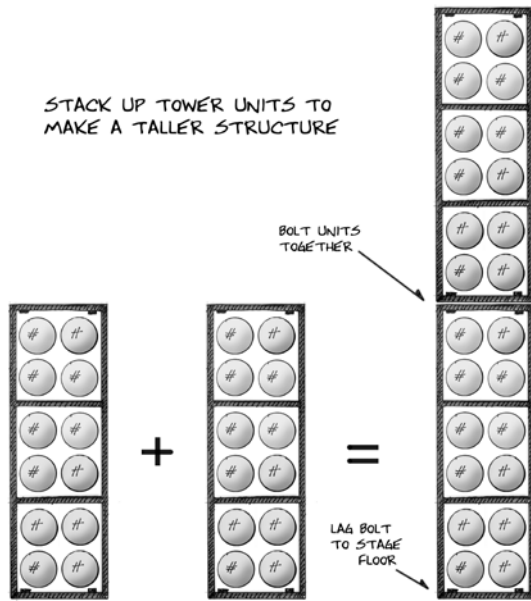 STACK UP TOWER UNITS TO
MAKE A TALLER STRUCTURE
BOLT UNITS
TOGETHER
+
=
LAG BOLT
TO STAGE
FLOOR